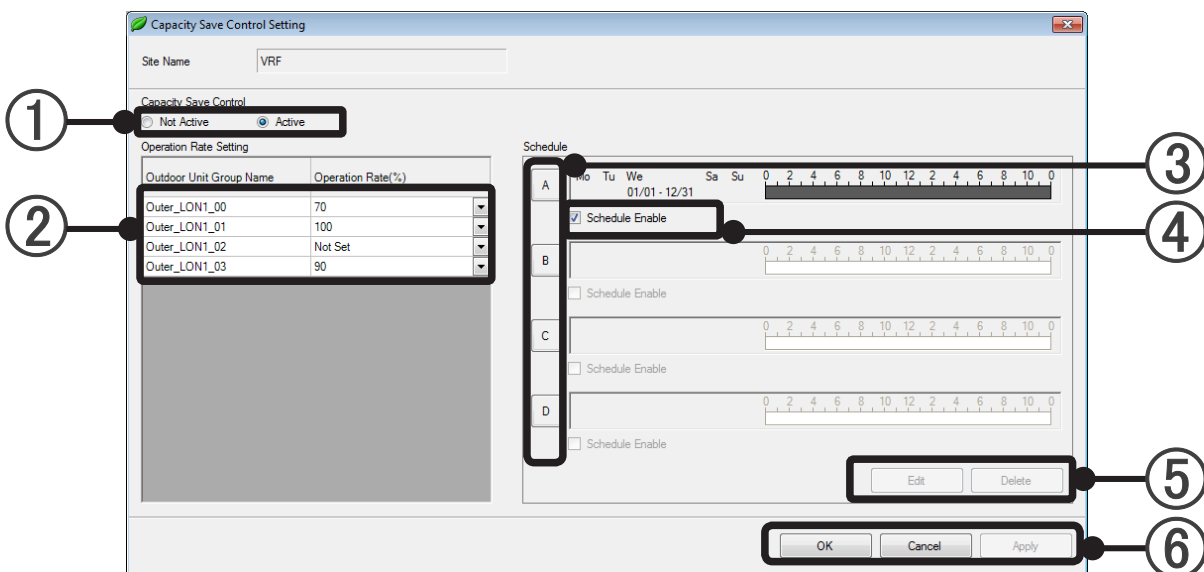 Capacity Save Control Setting
Site Name VRF
Capacity Save Control
① Not Active Active
Operation Rate Setting
Outdoor Unit Group Name Operation Rate(%)
② Outer_LON1_00 70
Outer_LON1_01 100
Outer_LON1_02 Not Set
Outer_LON1_03 90
Schedule
③
A Mo Tu We Sa Su 0 2 4 6 8 10 12 2 4 6 8 10 0
01/01 - 12/31
Schedule Enable ④
B 0 2 4 6 8 10 12 2 4 6 8 10 0
Schedule Enable
C 0 2 4 6 8 10 12 2 4 6 8 10 0
Schedule Enable
D 0 2 4 6 8 10 12 2 4 6 8 10 0
Schedule Enable
Edit Delete ⑤
OK Cancel Apply ⑥